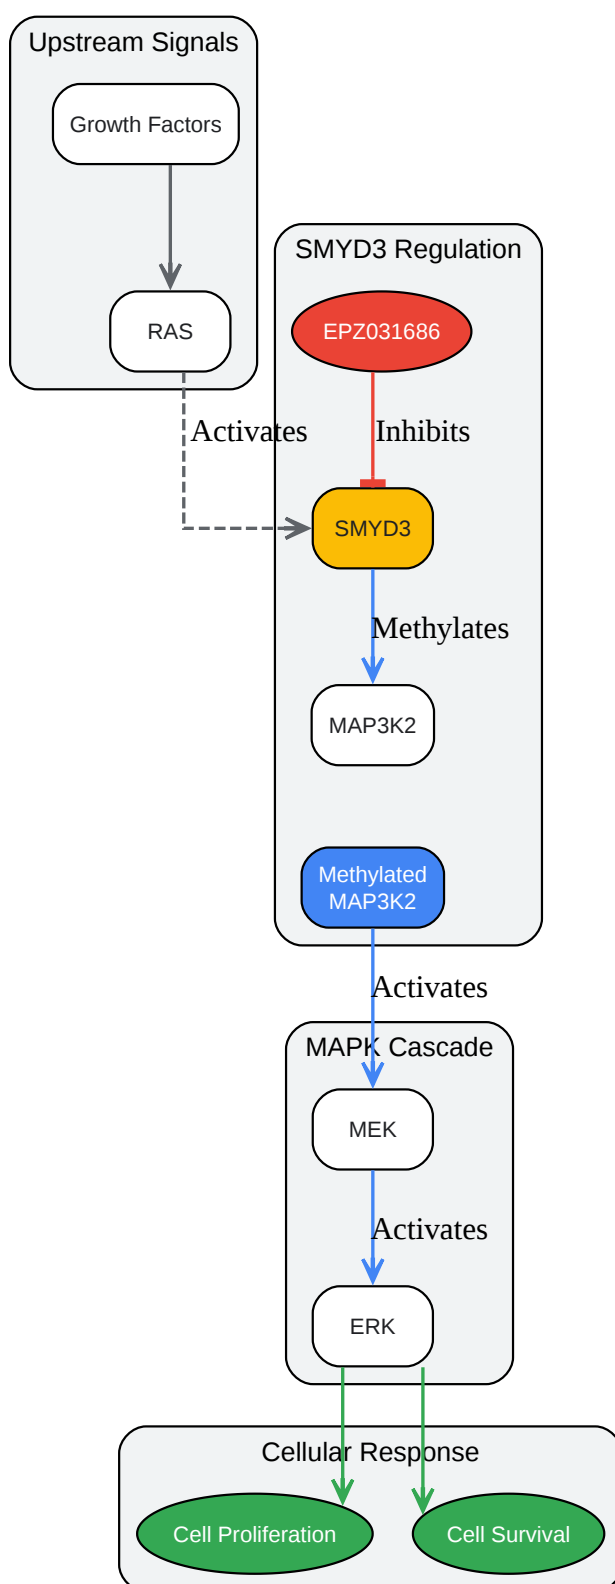 Upstream Signals
Growth Factors
RAS
Activates
SMYD3 Regulation
EPZ031686
Inhibits
SMYD3
Methylates
MAP3K2
Methylated
MAP3K2
Activates
MAPK Cascade
MEK
Activates
ERK
Cellular Response
Cell Proliferation
Cell Survival